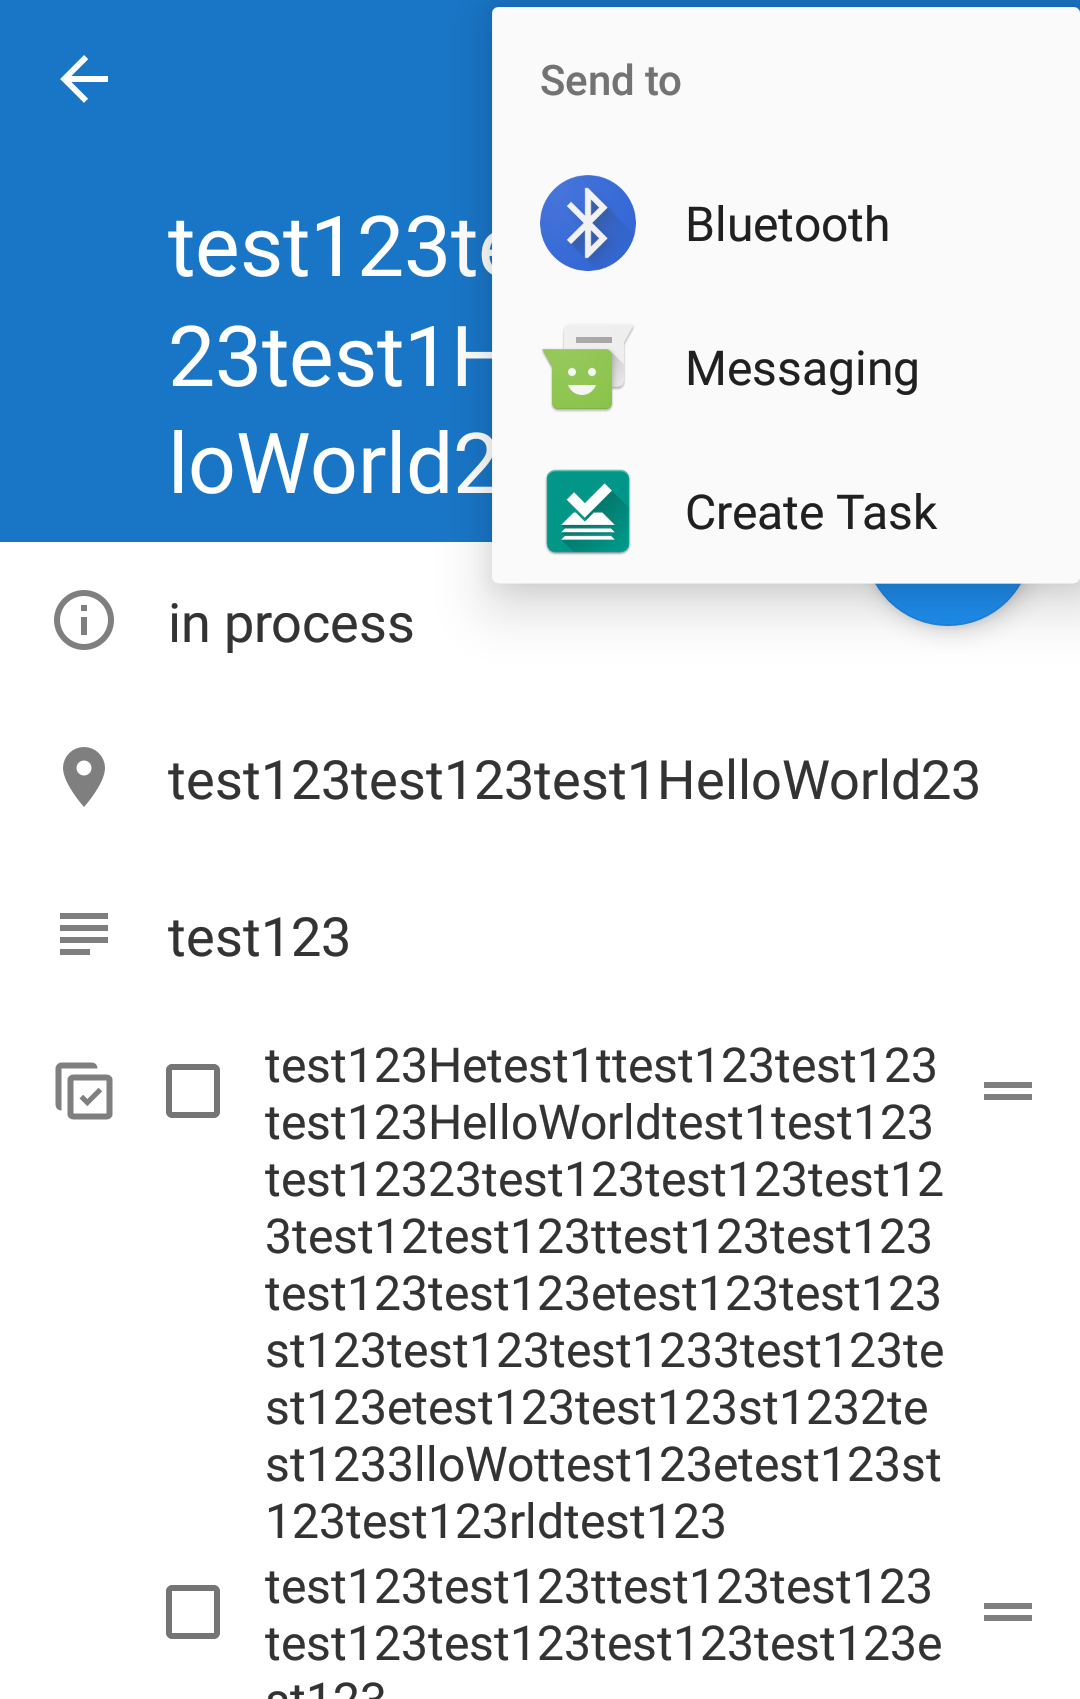 Send to
Bluetooth
Messaging
Create Task
test123te
23test1H
loWorld2
in process
test123test123test1HelloWorld23
test123
test123Hetest1ttest123test123
test123HelloWorldtest1test123
test12323test123test123test12
3test12test123ttest123test123
test123test123etest123test123
st123test123test1233test123te
st123etest123test123st1232te
st1233lloWottest123etest123st
123test123rldtest123
test123test123ttest123test123
test123test123test123test123e
st123